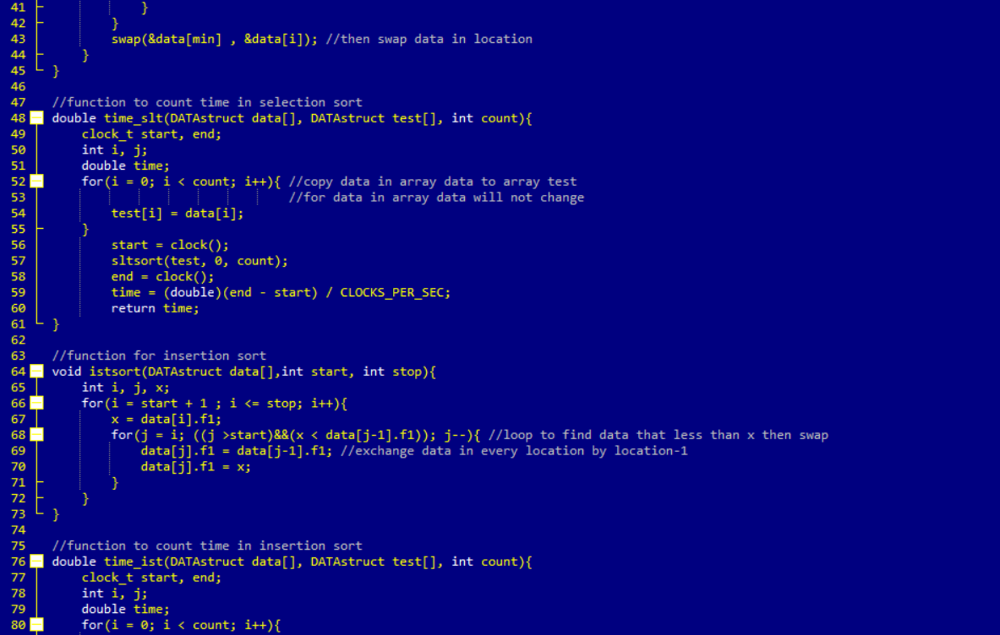 41 }
42 }
43 swap(&data[min] , &data[i]); //then swap data in location
44 }
45 }
46
47 //function to count time in selection sort
48 double time_slt(DATAstruct data[], DATAstruct test[], int count){
49 clock_t start, end;
50 int i, j;
51 double time;
52 for(i = 0; i < count; i++){ //copy data in array data to array test
53 //for data in array data will not change
54 test[i] = data[i];
55 }
56 start = clock();
57 sltsort(test, 0, count);
58 end = clock();
59 time = (double)(end - start) / CLOCKS_PER_SEC;
60 return time;
61 }
62
63 //function for insertion sort
64 void istsort(DATAstruct data[],int start, int stop){
65 int i, j, x;
66 for(i = start + 1 ; i <= stop; i++){
67 x = data[i].f1;
68 for(j = i; ((j >start)&&(x < data[j-1].f1)); j--){ //loop to find data that less than x then swap
69 data[j].f1 = data[j-1].f1; //exchange data in every location by location-1
70 data[j].f1 = x;
71 }
72 }
73 }
74
75 //function to count time in insertion sort
76 double time_ist(DATAstruct data[], DATAstruct test[], int count){
77 clock_t start, end;
78 int i, j;
79 double time;
80 for(i = 0; i < count; i++){